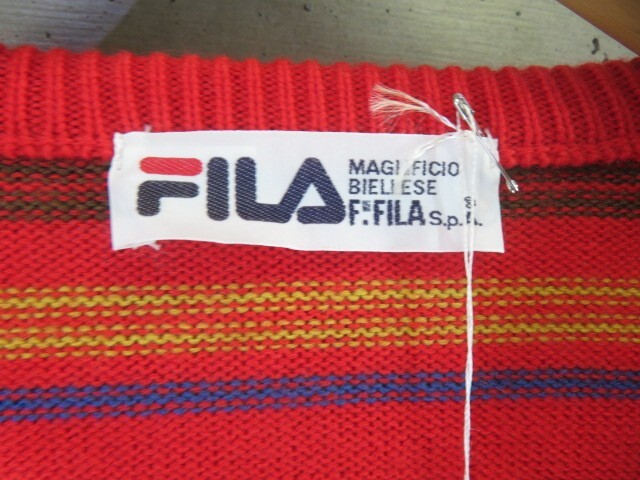 FILA
MAGLIFICIO
BIELLESE
F.LLI FILA S.p.A.